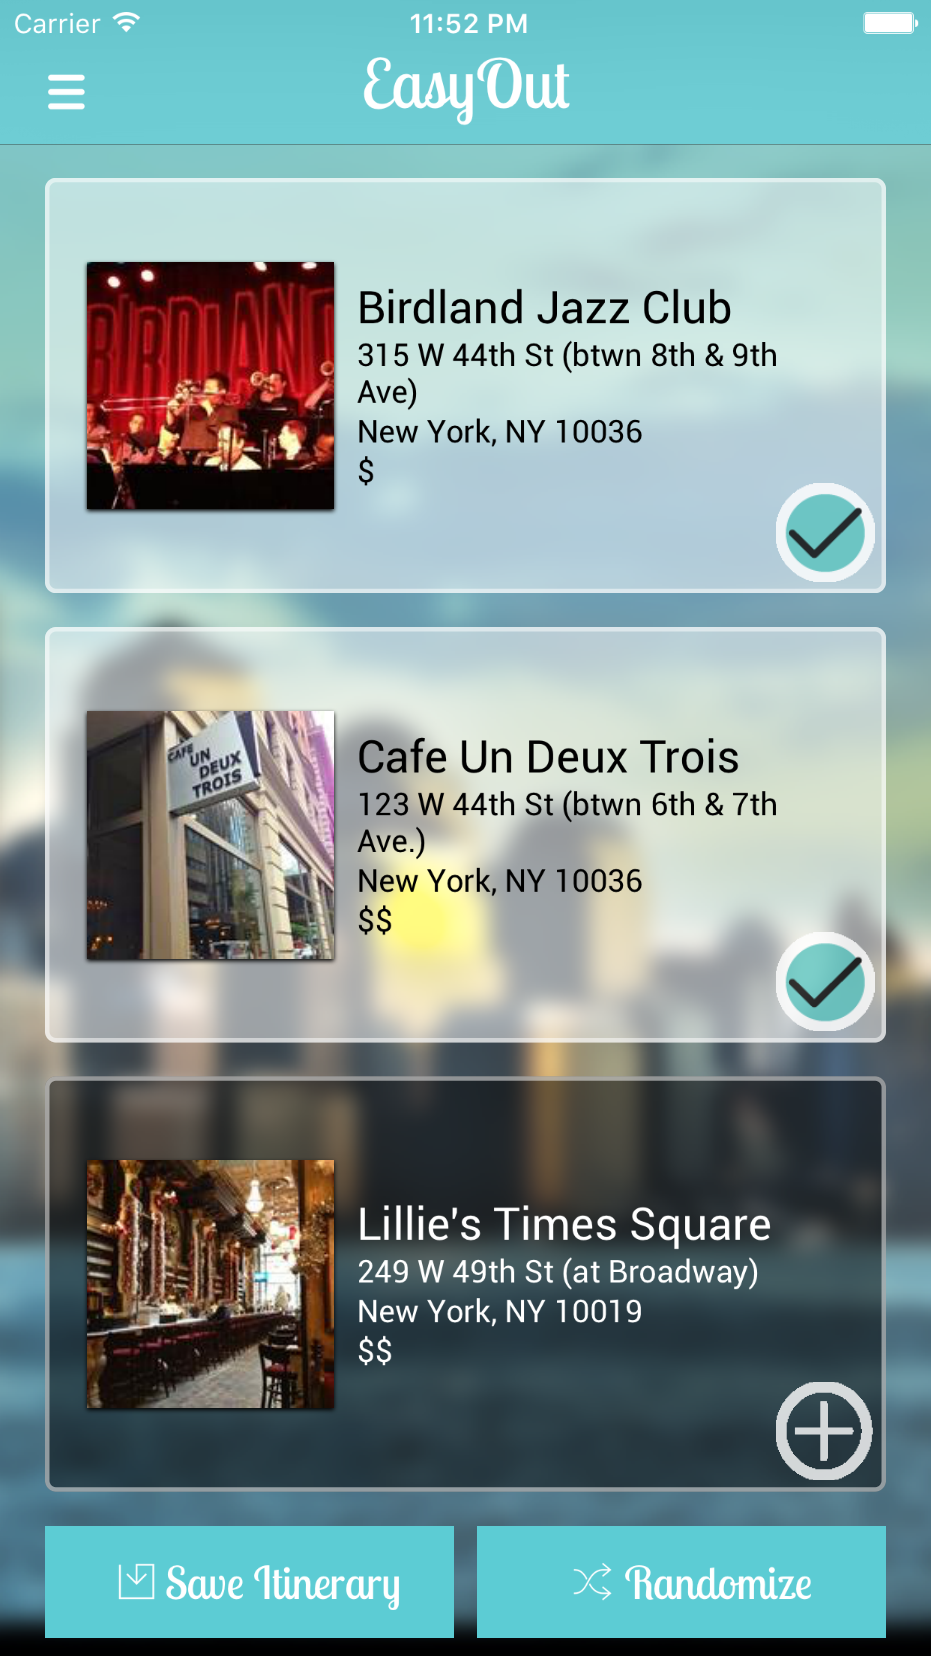 Carrier
11:52 PM
EasyOut
BIRDLAND
Birdland Jazz Club
315 W 44th St (btwn 8th & 9th
Ave)
New York, NY 10036
$
CAFE
UN
DEUX
TROIS
Cafe Un Deux Trois
123 W 44th St (btwn 6th & 7th
Ave.)
New York, NY 10036
$$
Lillie's Times Square
249 W 49th St (at Broadway)
New York, NY 10019
$$
Save Itinerary
Randomize